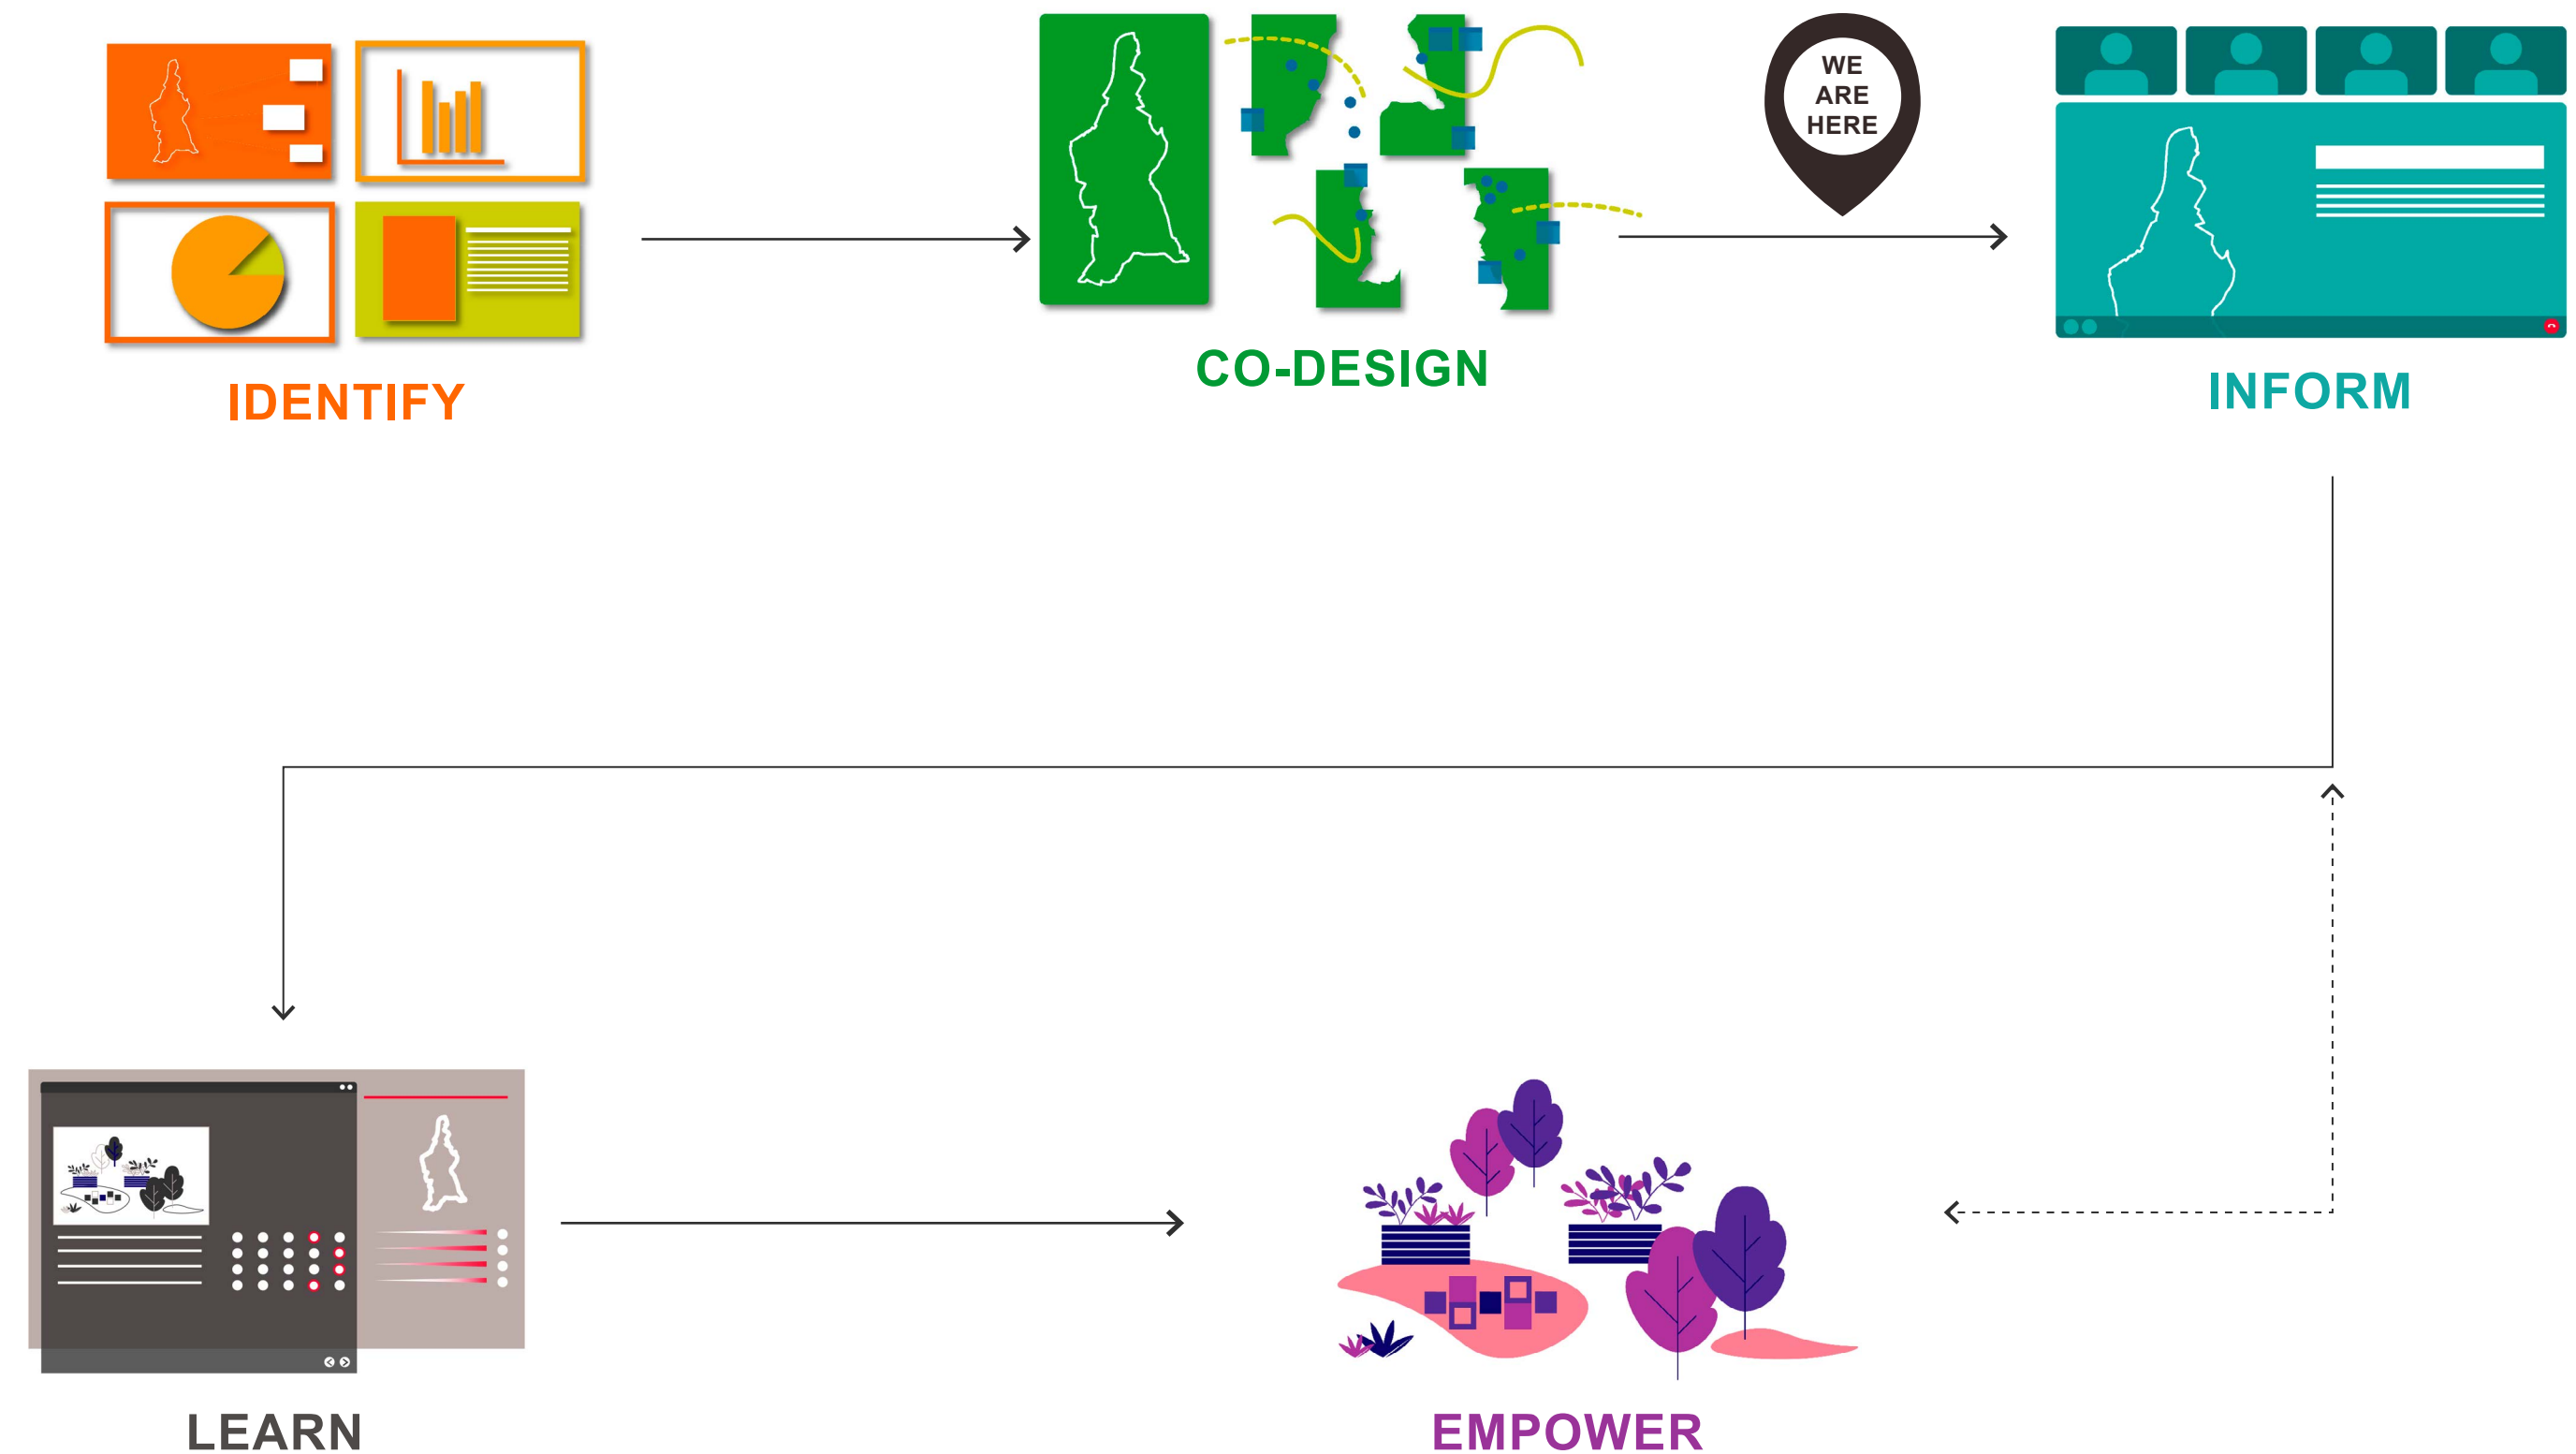 WE
ARE
HERE
CO-DESIGN
IDENTIFY
INFORM
LEARN
EMPOWER